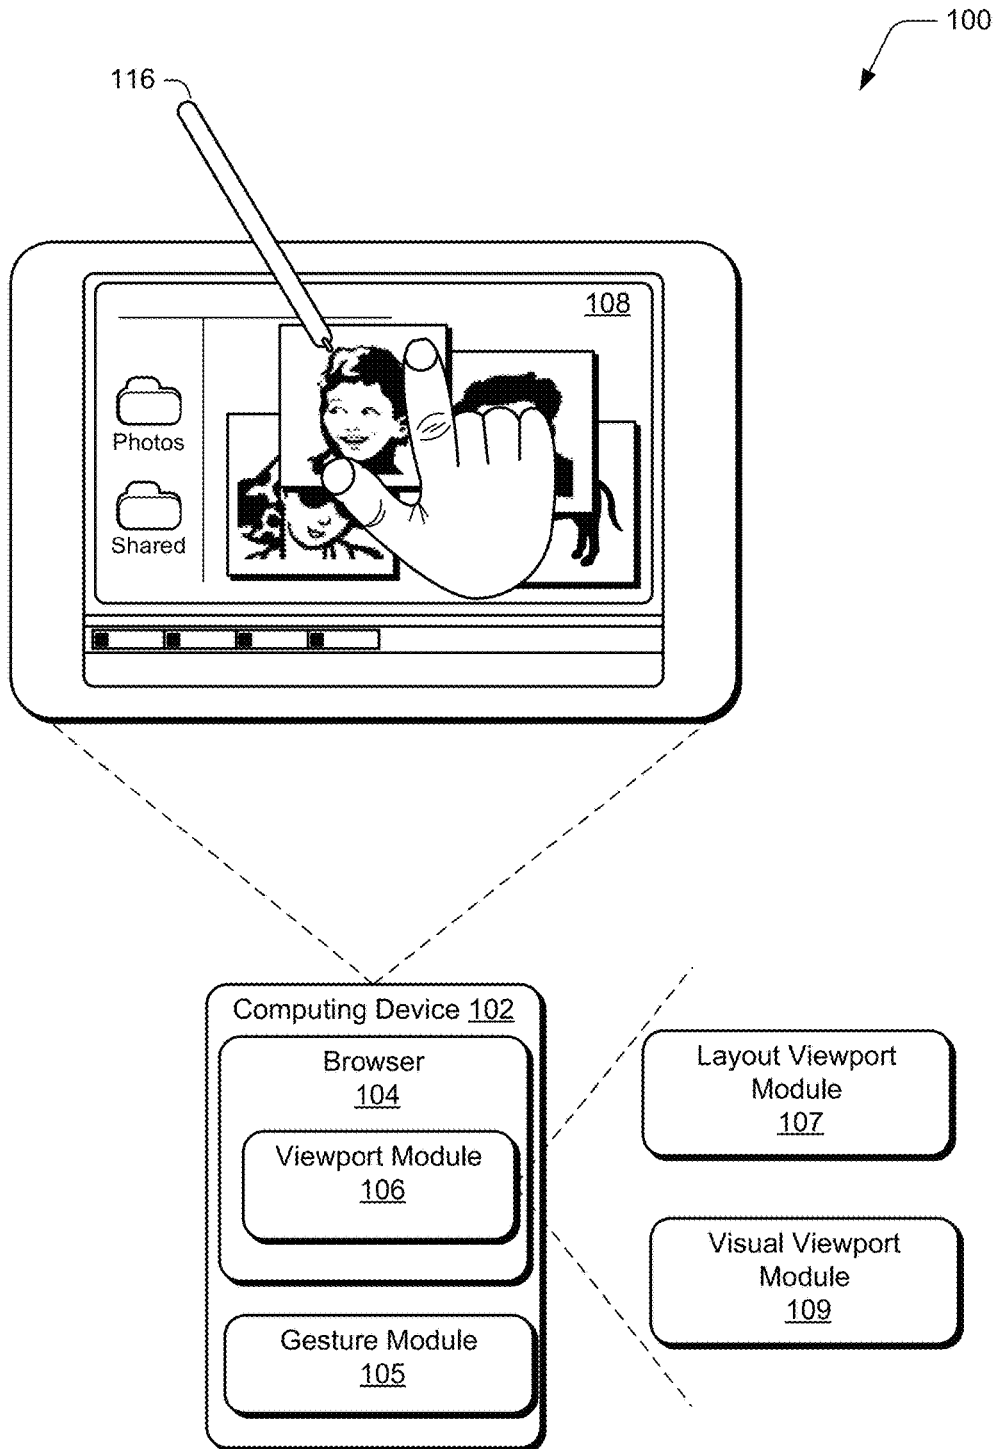 100
116
108
Photos
Shared
Computing Device 102
Browser
104
Viewport Module
106
Gesture Module
105
Layout Viewport
Module
107
Visual Viewport
Module
109